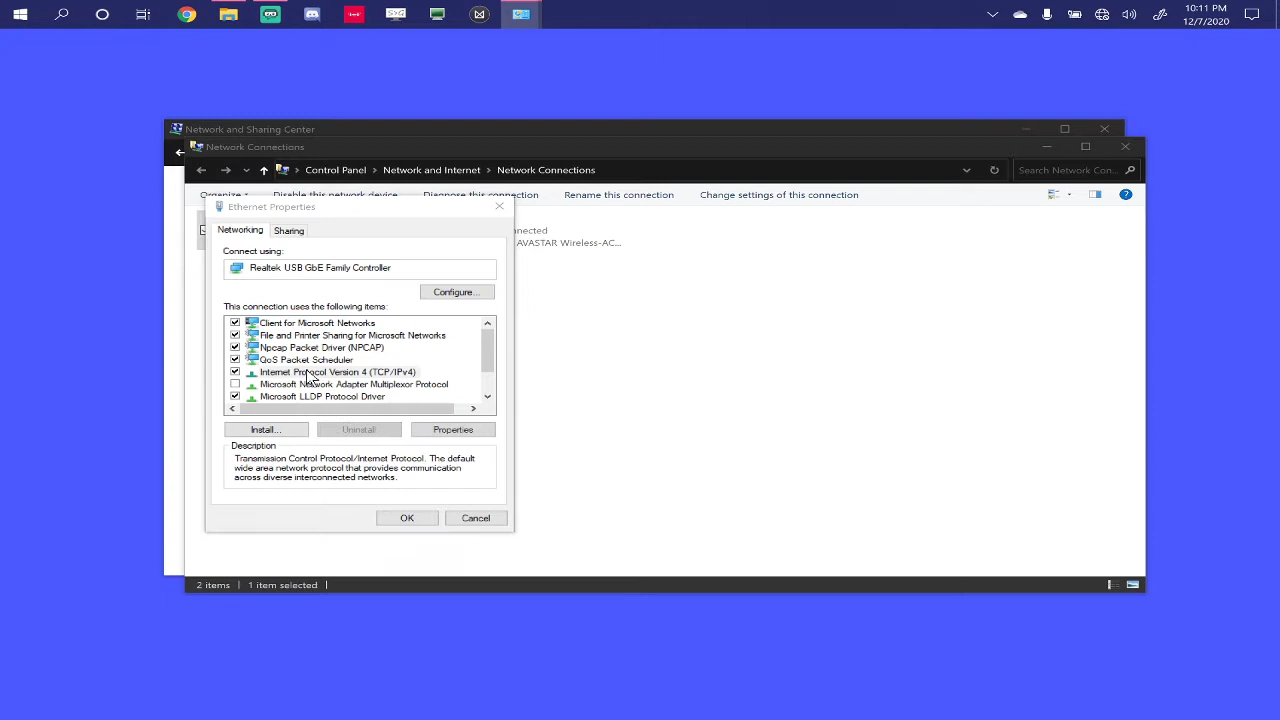 10:11 PM
12/7/2020
Network and Sharing Center
Network Connections
Control Panel > Network and Internet > Network Connections
Search Network Con...
Organize
Disable this network device
Diagnose this connection
Rename this connection
Change settings of this connection
Ethernet Properties
Networking
Sharing
Connect using:
Realtek USB GbE Family Controller
Configure...
This connection uses the following items:
Client for Microsoft Networks
File and Printer Sharing for Microsoft Networks
Npcap Packet Driver (NPCAP)
QoS Packet Scheduler
Internet Protocol Version 4 (TCP/IPv4)
Microsoft Network Adapter Multiplexor Protocol
Microsoft LLDP Protocol Driver
Install...
Uninstall
Properties
Description
Transmission Control Protocol/Internet Protocol. The default
wide area network protocol that provides communication
across diverse interconnected networks.
OK
Cancel
nnected
AVASTAR Wireless-AC...
2 items
1 item selected